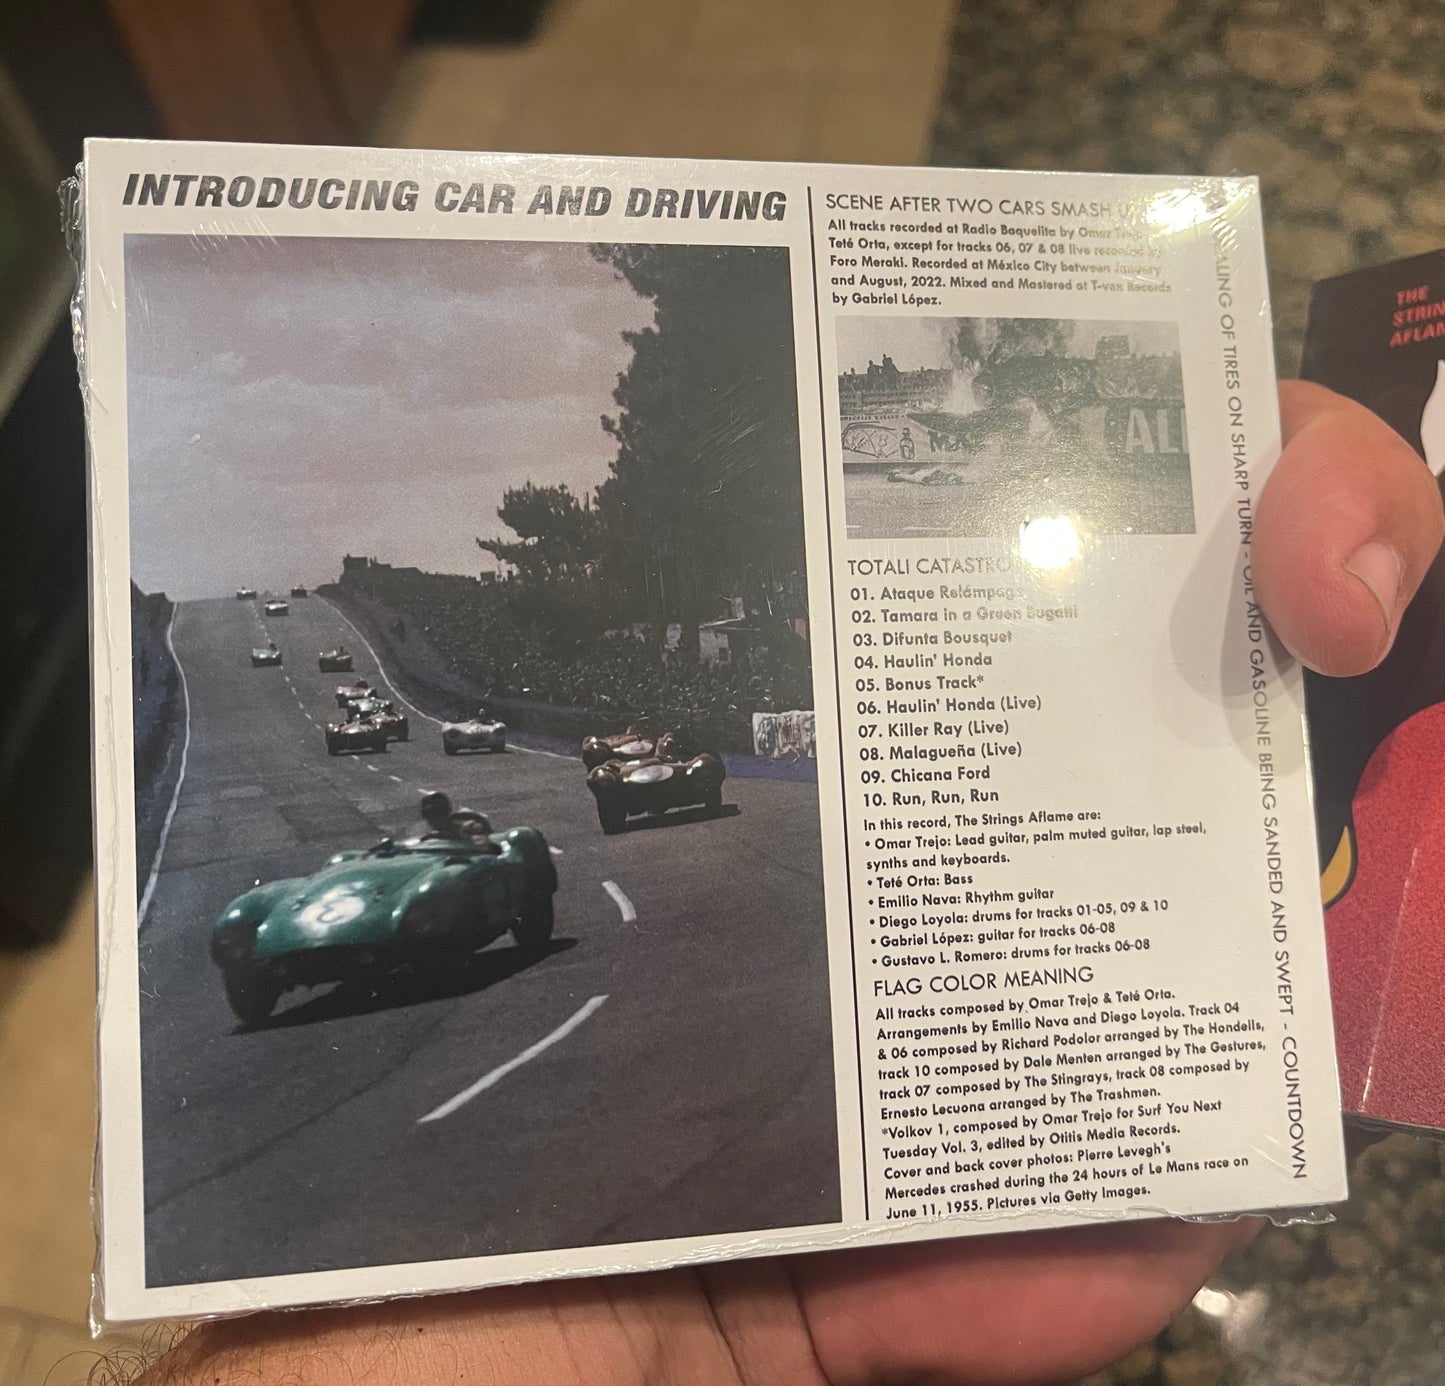 INTRODUCING CAR AND DRIVING
SCENE AFTER TWO CARS SMASH
All tracks recorded at Radio Baquelita by Omar Trejo
Teté Orta, except for tracks 06, 07 & 08 live recorded by
Foro Meraki. Recorded at México City between January
and August, 2022. Mixed and Mastered at T-vox Records
by Gabriel López.
TOTALI CATASTRO
01. Ataque Relámpago
02. Tamara in a Green Bugatti
03. Difunta Bousquet
04. Haulin' Honda
05. Bonus Track*
06. Haulin' Honda (Live)
07. Killer Ray (Live)
08. Malagueña (Live)
09. Chicana Ford
10. Run, Run, Run
In this record, The Strings Aflame are:
• Omar Trejo: Lead guitar, palm muted guitar, lap steel,
synths and keyboards.
• Teté Orta: Bass
• Emilio Nava: Rhythm guitar
• Diego Loyola: drums for tracks 01-05, 09 & 10
• Gabriel López: guitar for tracks 06-08
• Gustavo L. Romero: drums for tracks 06-08
FLAG COLOR MEANING
All tracks composed by Omar Trejo & Teté Orta.
Arrangements by Emilio Nava and Diego Loyola. Track 04
& 06 composed by Richard Podolor arranged by The Hondells,
track 10 composed by Dale Menten arranged by The Gestures,
track 07 composed by The Stingrays, track 08 composed by
Ernesto Lecuona arranged by The Trashmen.
*Volkov 1, composed by Omar Trejo for Surf You Next
Tuesday Vol. 3, edited by Otitis Media Records.
Cover and back cover photos: Pierre Levegh's
Mercedes crashed during the 24 hours of Le Mans race on
June 11, 1955. Pictures via Getty Images.
OF TIRES ON SHARP TURN - OIL AND GASOLINE BEING SANDED AND SWEPT - COUNTDOWN
8
THE
STRIN
AFLAM